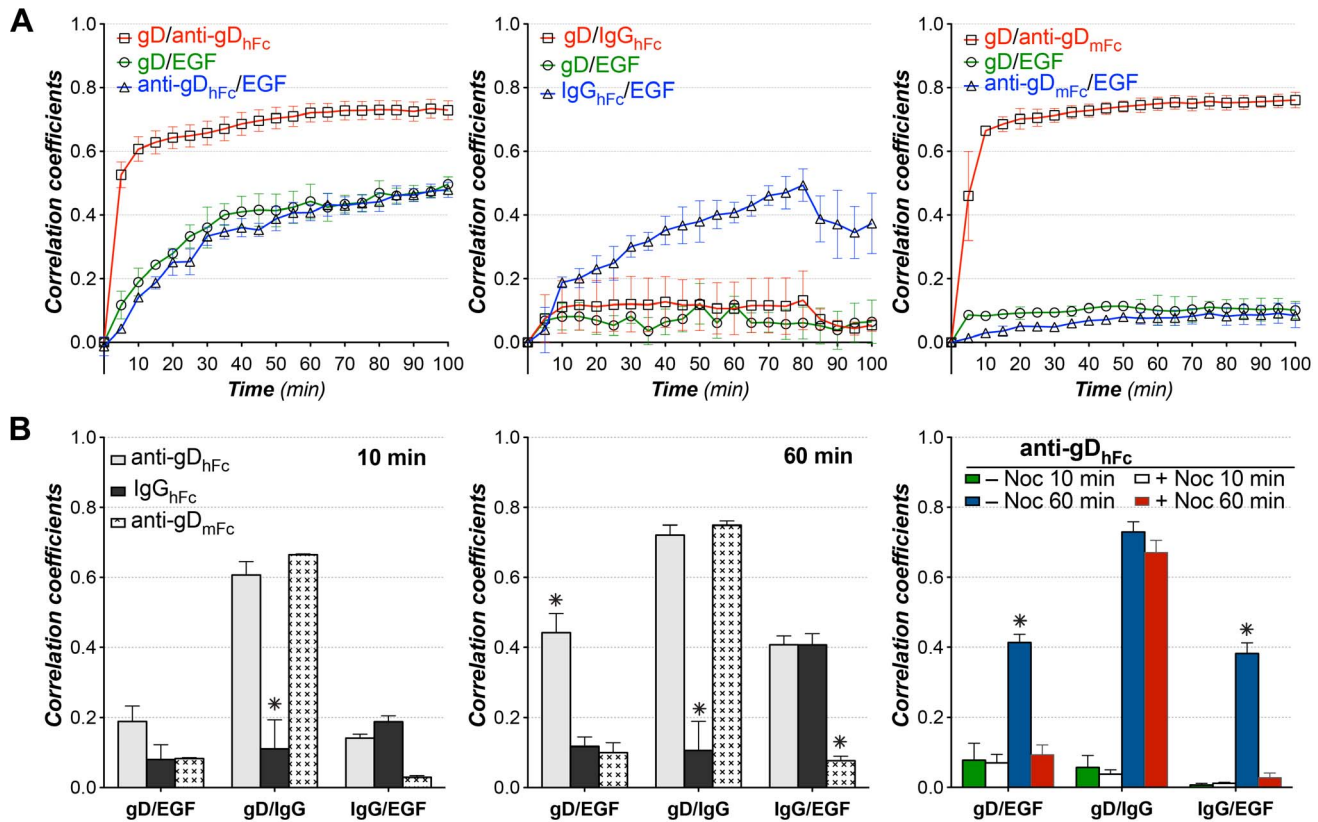 A
1.0
0.8
0.6
0.4
0.2
0.0
Correlation coefficients
gD/anti-gDhFc
gD/EGF
anti-gDhFc/EGF
10 20 30 40 50 60 70 80 90 100
Time (min)
1.0
0.8
0.6
0.4
0.2
0.0
Correlation coefficients
gD/IgGhFc
gD/EGF
IgGhFc/EGF
10 20 30 40 50 60 70 80 90 100
Time (min)
1.0
0.8
0.6
0.4
0.2
0.0
Correlation coefficients
gD/anti-gDmFc
gD/EGF
anti-gDmFc/EGF
10 20 30 40 50 60 70 80 90 100
Time (min)
B
1.0
0.8
0.6
0.4
0.2
0.0
Correlation coefficients
anti-gDhFc
IgGhFc
anti-gDmFc
10 min
*
gD/EGF gD/IgG IgG/EGF
1.0
0.8
0.6
0.4
0.2
0.0
Correlation coefficients
60 min
* * *
gD/EGF gD/IgG IgG/EGF
1.0
0.8
0.6
0.4
0.2
0.0
Correlation coefficients
anti-gDhFc
– Noc 10 min + Noc 10 min
– Noc 60 min + Noc 60 min
* *
gD/EGF gD/IgG IgG/EGF